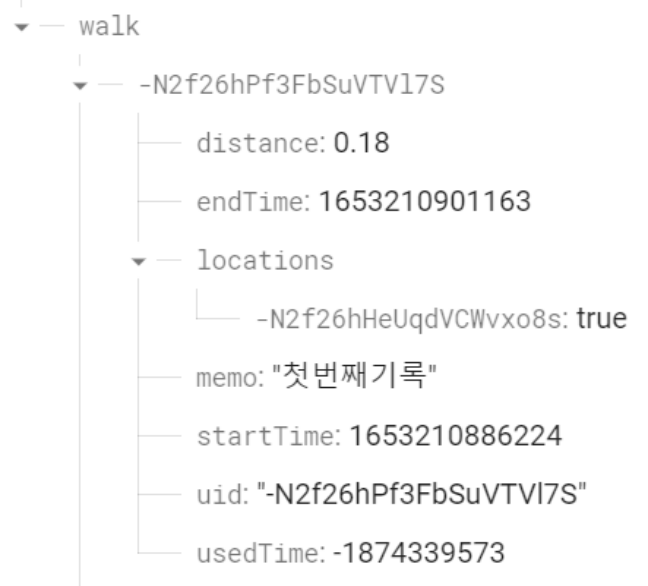 walk
-N2f26hPf3FbSuVTVl7S
distance: 0.18
endTime: 1653210901163
locations
-N2f26hHeUqdVCWvxo8s: true
memo: "첫번째기록"
startTime: 1653210886224
uid: "-N2f26hPf3FbSuVTVl7S"
usedTime: -1874339573